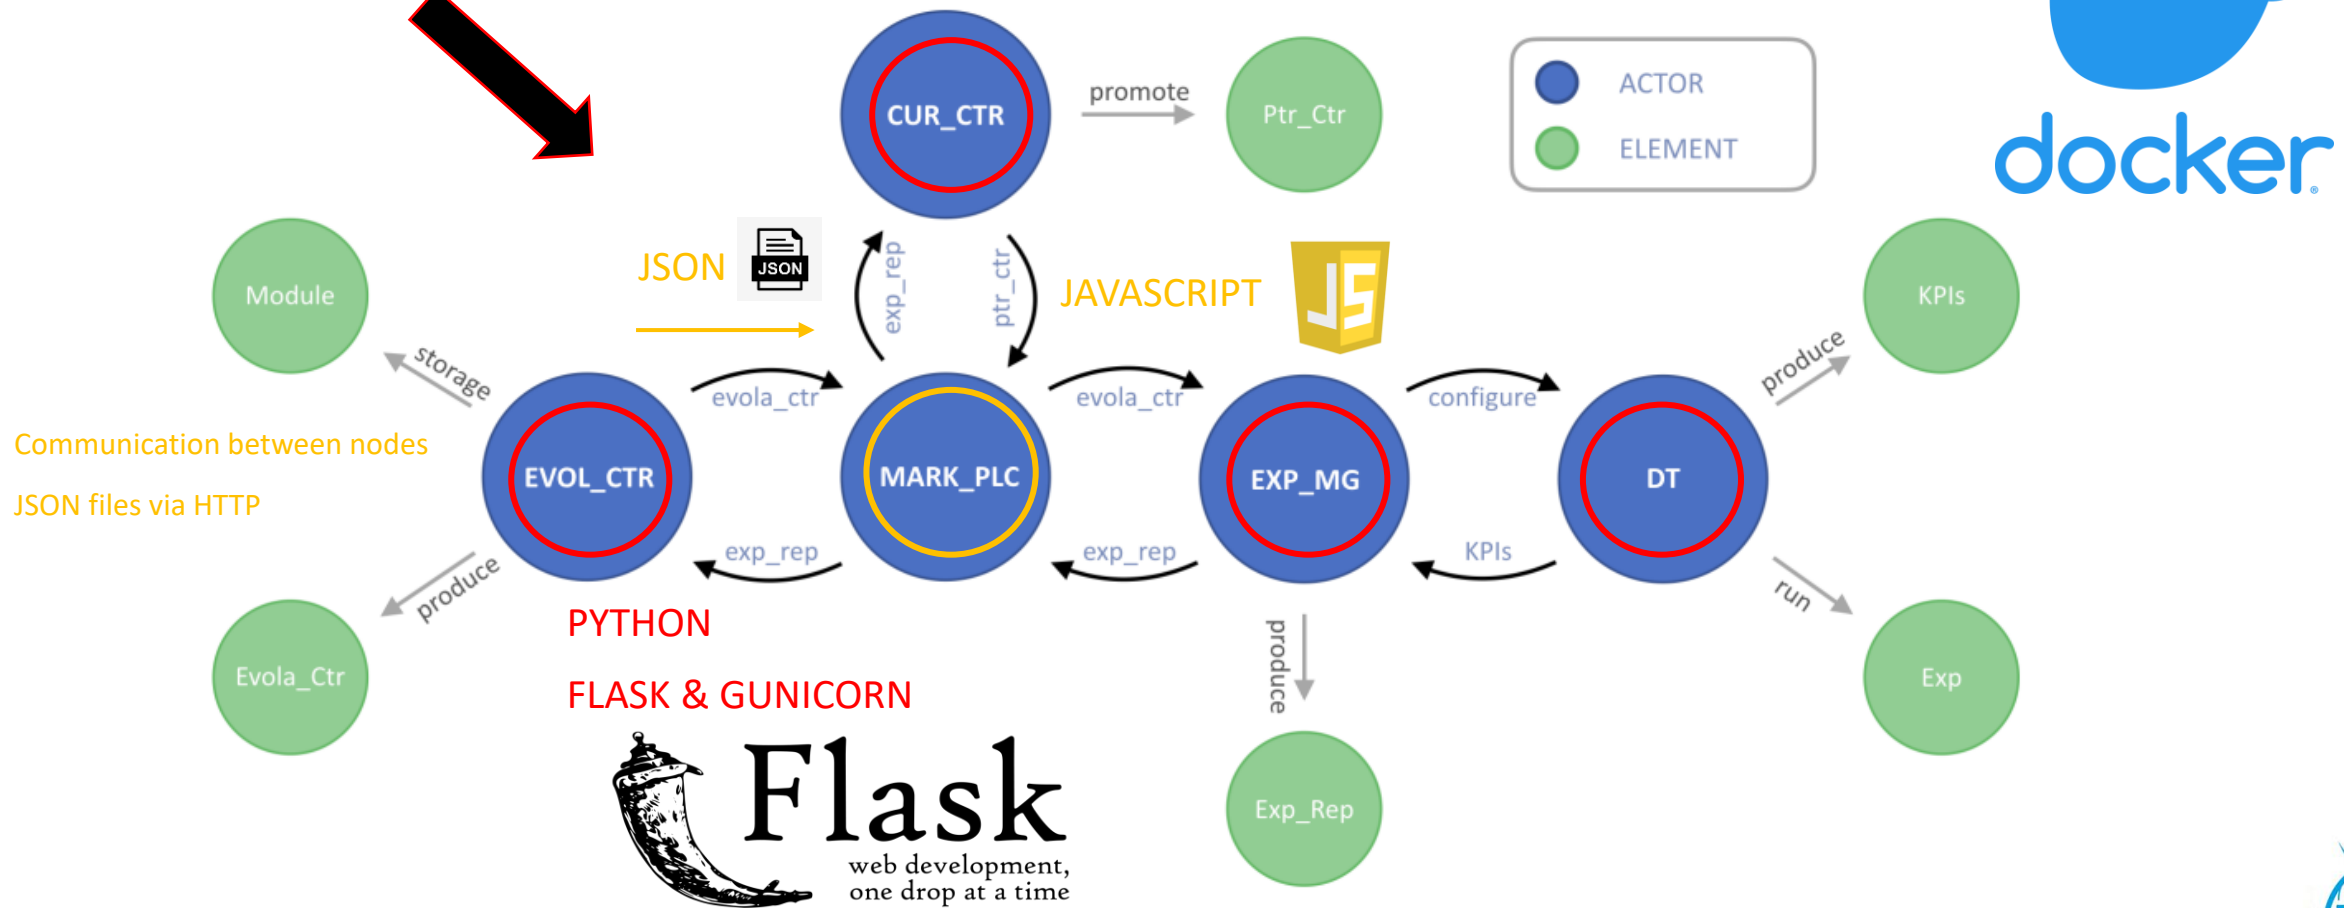 CUR_CTR
promote
Ptr_Ctr
ACTOR
ELEMENT
docker
JSON
JSON
exp_rep
ptr_ctr
JAVASCRIPT
JS
Module
KPIs
storage
produce
evola_ctr
evola_ctr
configure
Communication between nodes
JSON files via HTTP
EVOL_CTR
MARK_PLC
EXP_MG
DT
exp_rep
exp_rep
KPIs
produce
run
PYTHON
FLASK & GUNICORN
produce
Evola_Ctr
Exp
Flask
web development,
one drop at a time
Exp_Rep